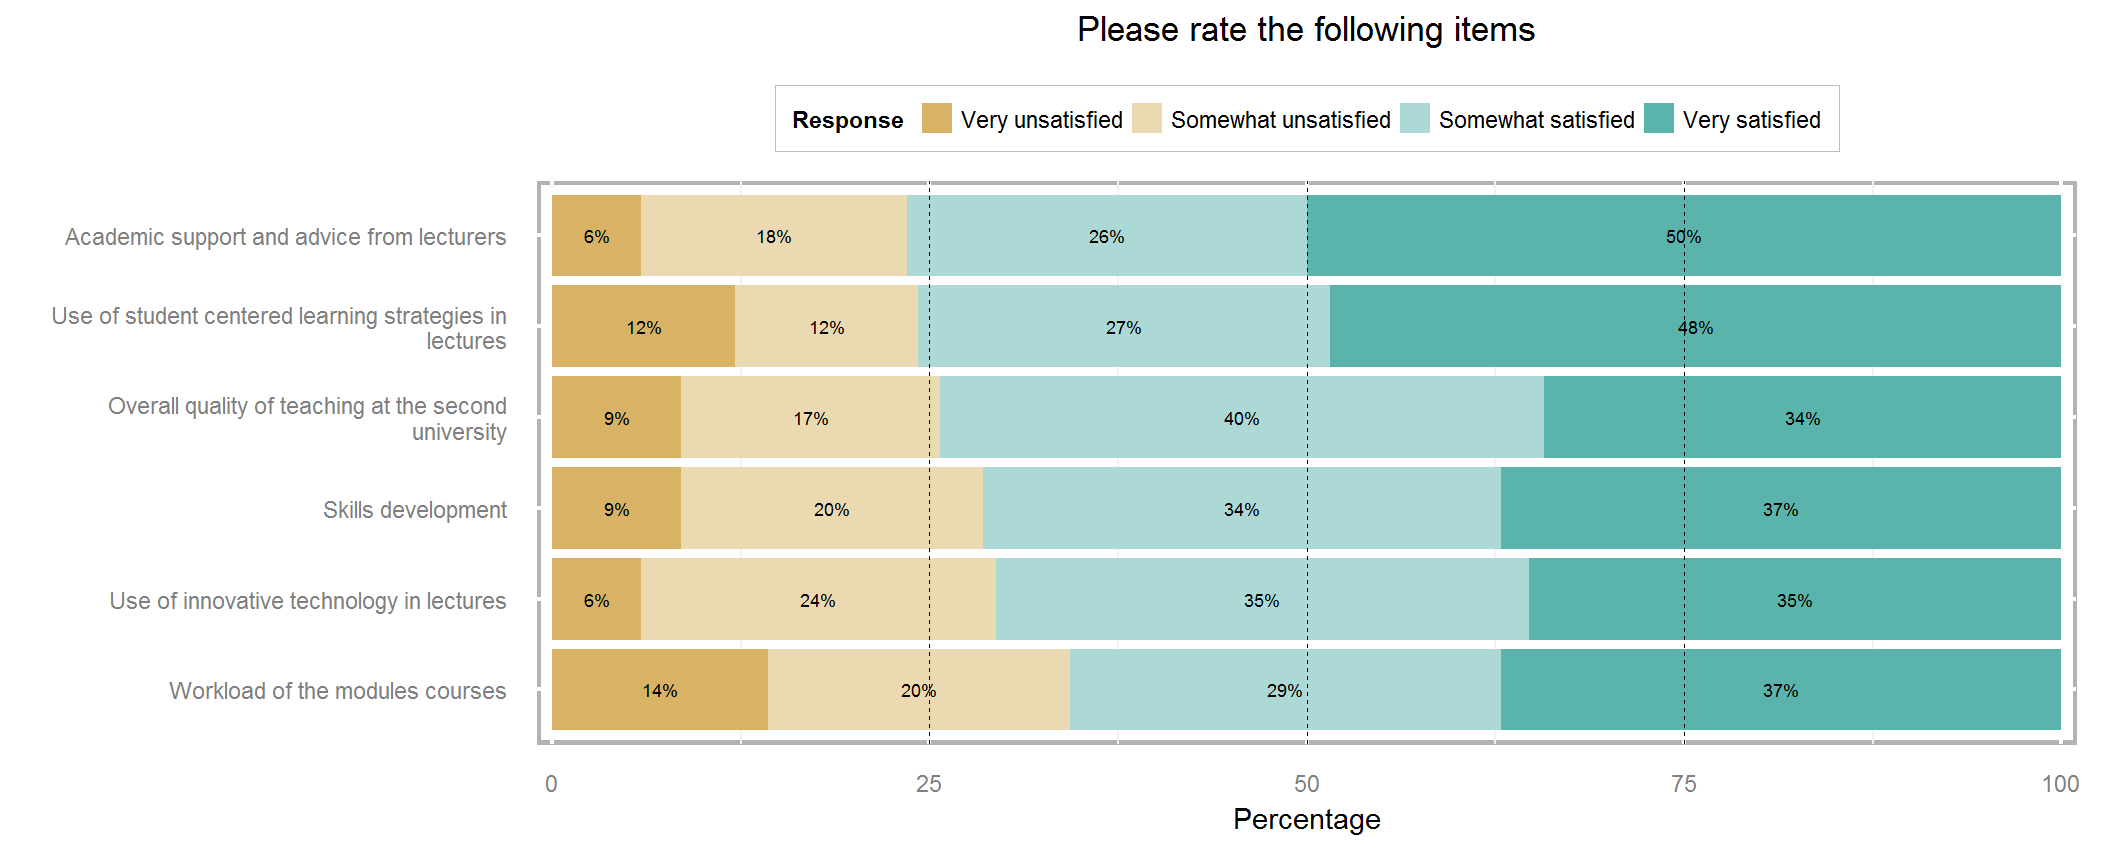 Please rate the following items
Response Very unsatisfied Somewhat unsatisfied Somewhat satisfied Very satisfied
Academic support and advice from lecturers 6% 18% 26% 50%
Use of student centered learning strategies in
lectures
12% 12% 27% 48%
Overall quality of teaching at the second
university
9% 17% 40% 34%
Skills development 9% 20% 34% 37%
Use of innovative technology in lectures 6% 24% 35% 35%
Workload of the modules courses 14% 20% 29% 37%
0 25 50 75 100
Percentage